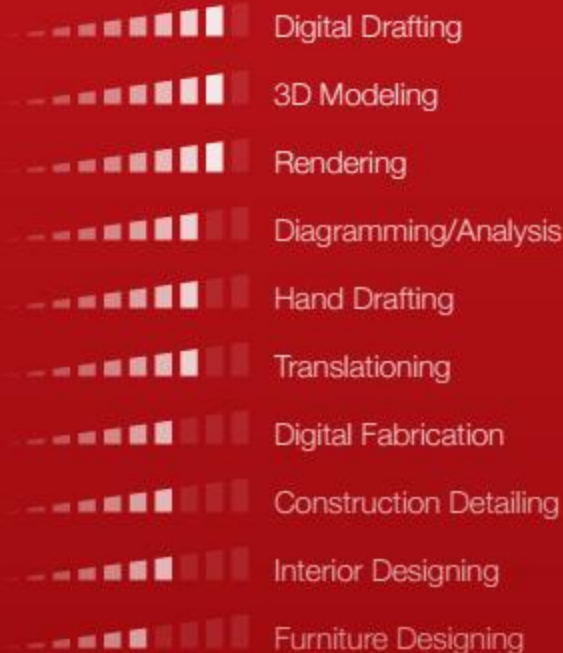 Digital Drafting
3D Modeling
Rendering
Diagramming/Analysis
Hand Drafting
Translationing
Digital Fabrication
Construction Detailing
Interior Designing
Furniture Designing